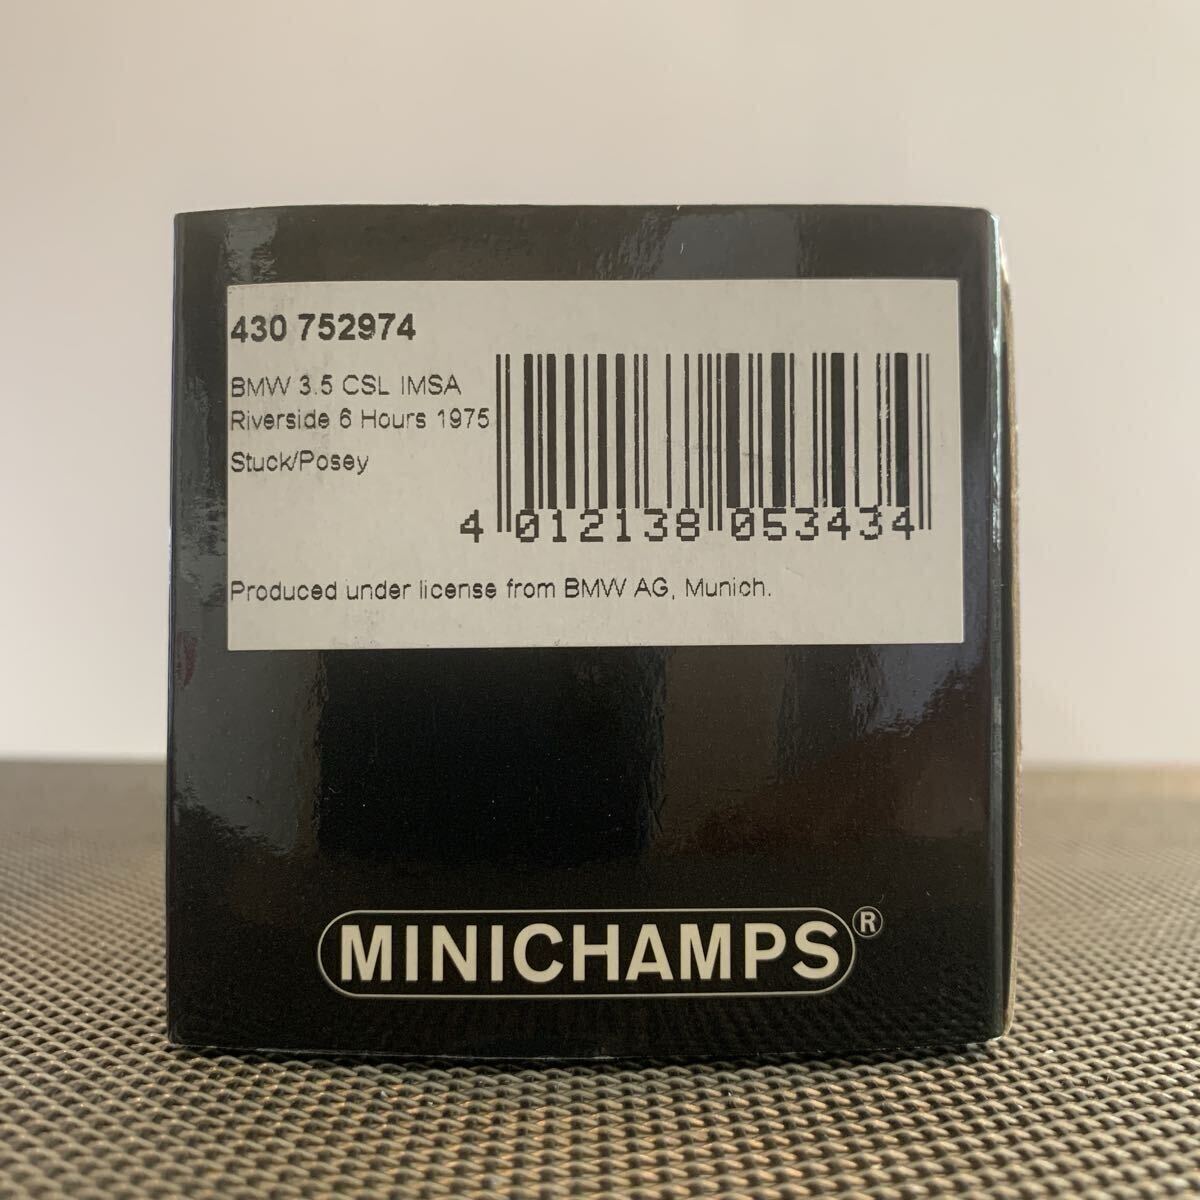 430 752974
BMW 3.5 CSL IMSA
Riverside 6 Hours 1975
Stuck/Posey
4 012138 053434
Produced under license from BMW AG, Munich.
MINICHAMPS®